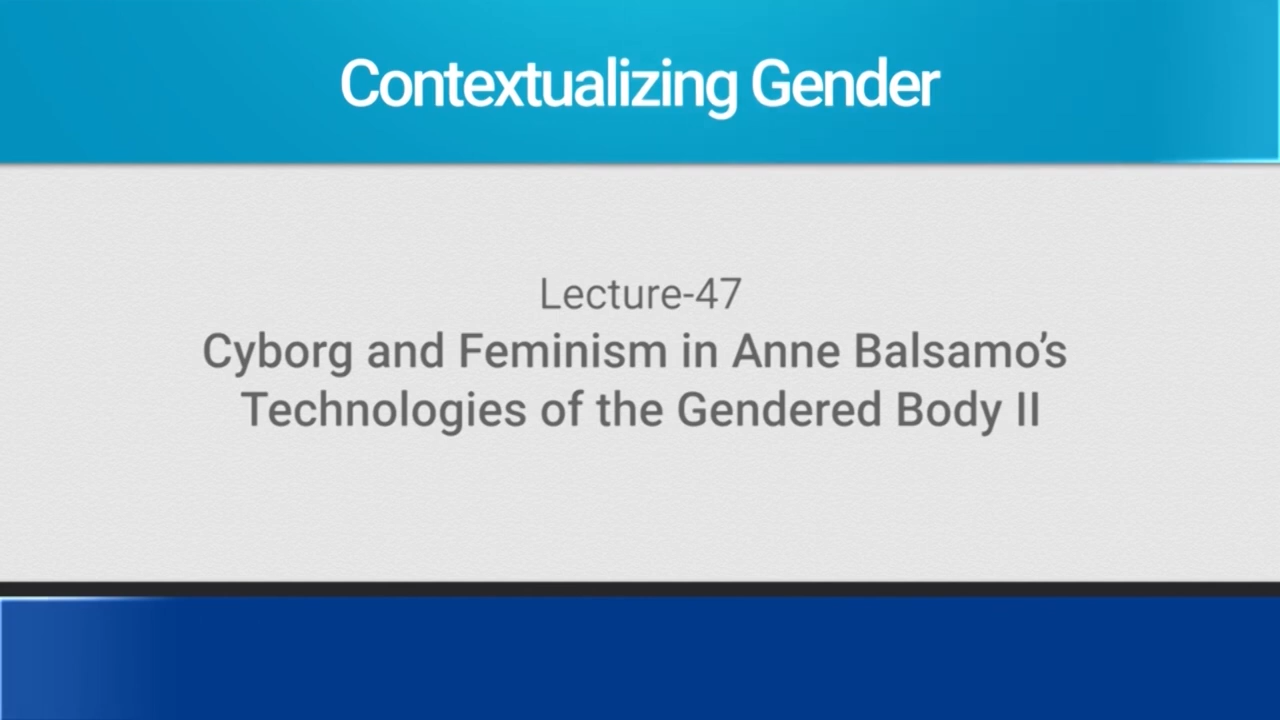 Contextualizing Gender
Lecture-47
Cyborg and Feminism in Anne Balsamo’s
Technologies of the Gendered Body II